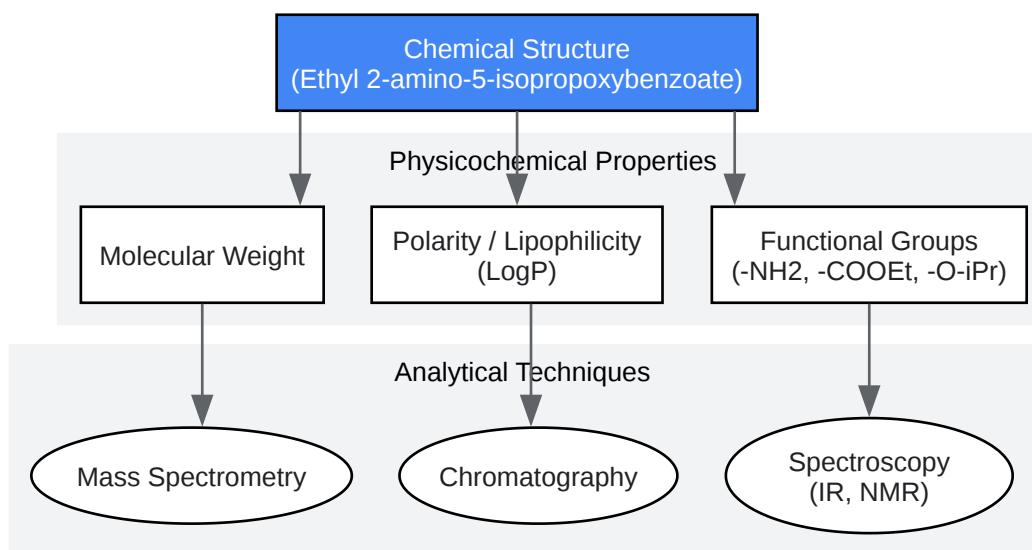 Chemical Structure
(Ethyl 2-amino-5-isopropoxybenzoate)
Physicochemical Properties
Molecular Weight
Polarity / Lipophilicity
(LogP)
Functional Groups
(-NH2, -COOEt, -O-iPr)
Analytical Techniques
Mass Spectrometry
Chromatography
Spectroscopy
(IR, NMR)